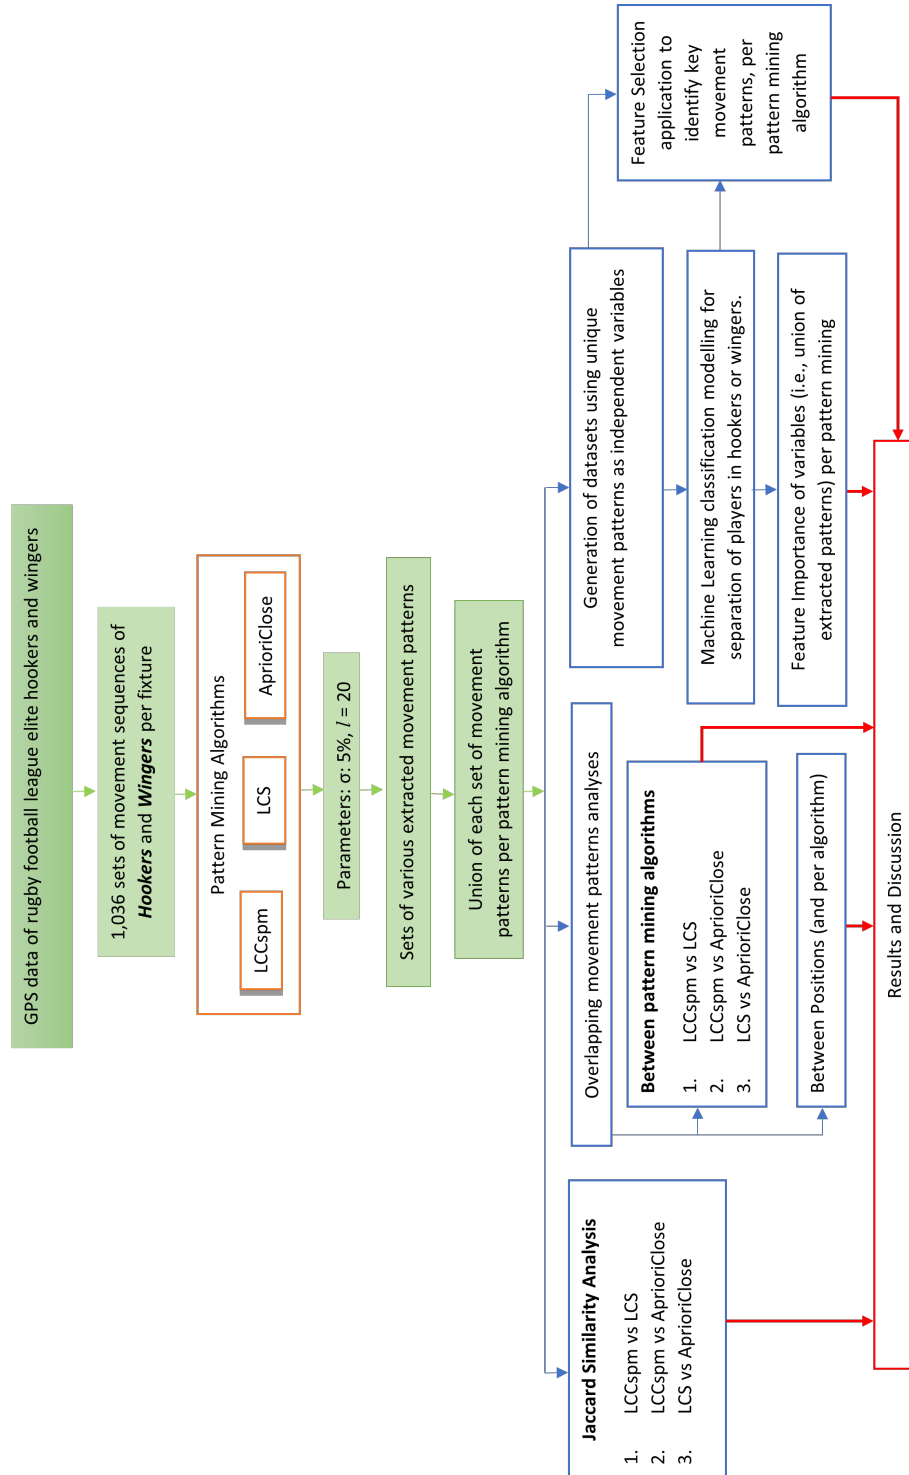 GPS data of rugby football league elite hookers and wingers
1,036 sets of movement sequences of
Hookers and Wingers per fixture
Pattern Mining Algorithms
LCCspm
LCS
AprioriClose
Parameters: σ: 5%, l = 20
Sets of various extracted movement patterns
Union of each set of movement
patterns per pattern mining algorithm
Jaccard Similarity Analysis
1. LCCspm vs LCS
2. LCCspm vs AprioriClose
3. LCS vs AprioriClose
Overlapping movement patterns analyses
Between pattern mining algorithms
1. LCCspm vs LCS
2. LCCspm vs AprioriClose
3. LCS vs AprioriClose
Between Positions (and per algorithm)
Generation of datasets using unique
movement patterns as independent variables
Machine Learning classification modelling for
separation of players in hookers or wingers.
Feature Importance of variables (i.e., union of
extracted patterns) per pattern mining
Feature Selection
application to
identify key
movement
patterns, per
pattern mining
algorithm
Results and Discussion